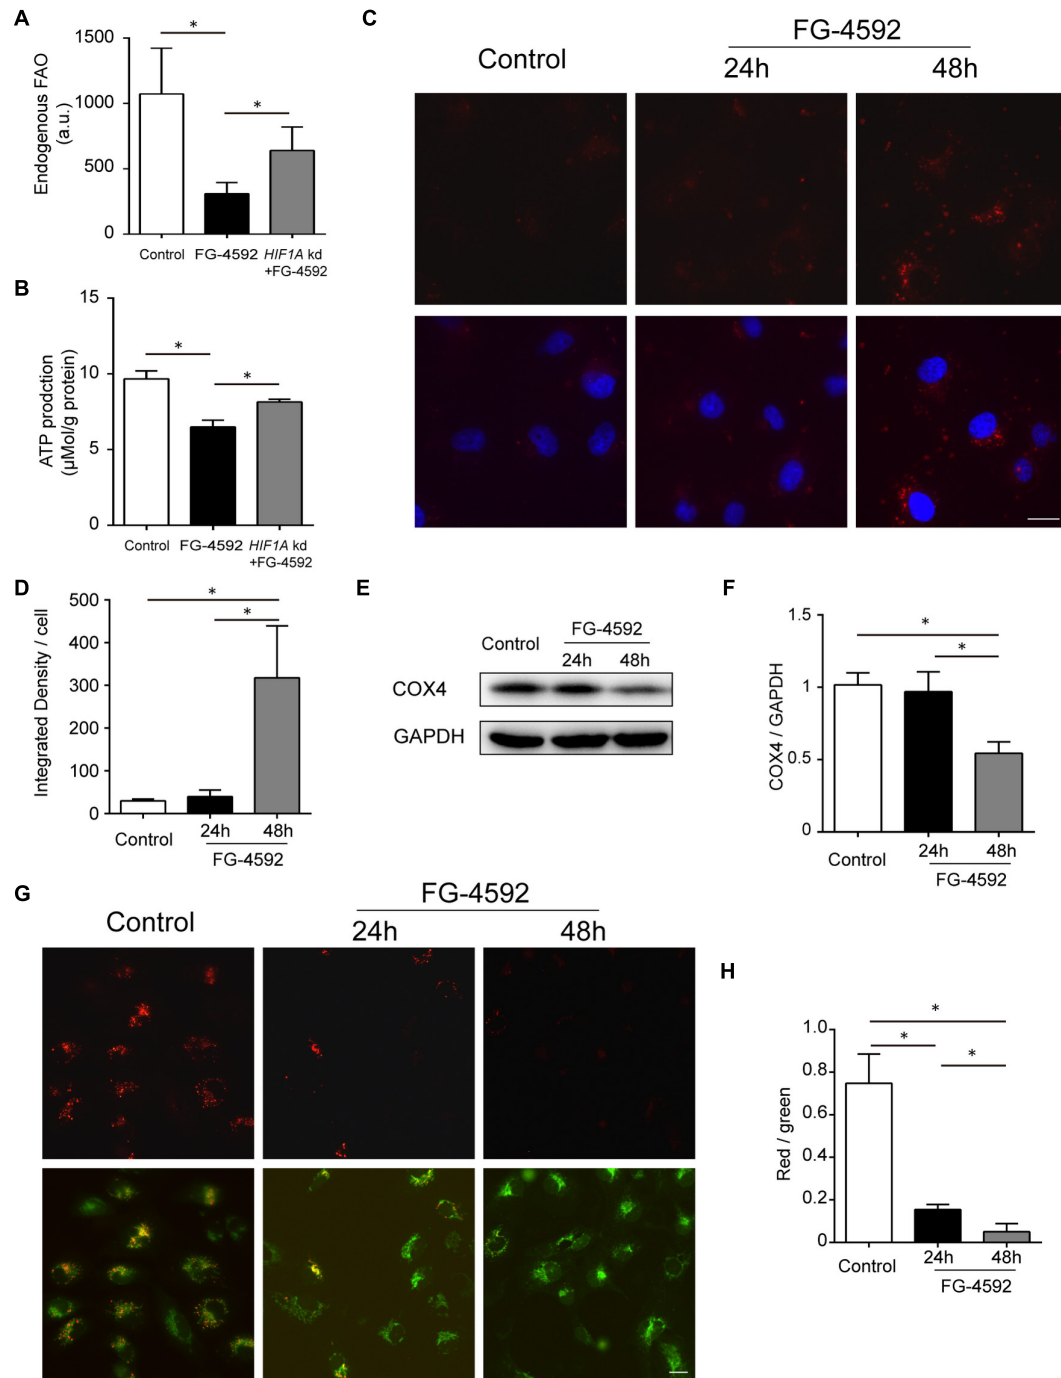 A
*
1500
1000
500
0
Endogenous FAO
(a.u.)
*
Control
FG-4592
HIF1A kd
+FG-4592
B
15
10
5
0
ATP prodction
(µMol/g protein)
*
*
Control
FG-4592
HIF1A kd
+FG-4592
C
Control
FG-4592
24h
48h
D
500
400
300
200
100
0
Integrated Density / cell
*
*
Control
24h
48h
FG-4592
E
Control
FG-4592
24h
48h
COX4
GAPDH
F
1.5
1
0.5
0
COX4 / GAPDH
*
*
Control
24h
48h
FG-4592
G
Control
FG-4592
24h
48h
H
1.0
0.8
0.6
0.4
0.2
0
Red / green
*
*
*
Control
24h
48h
FG-4592